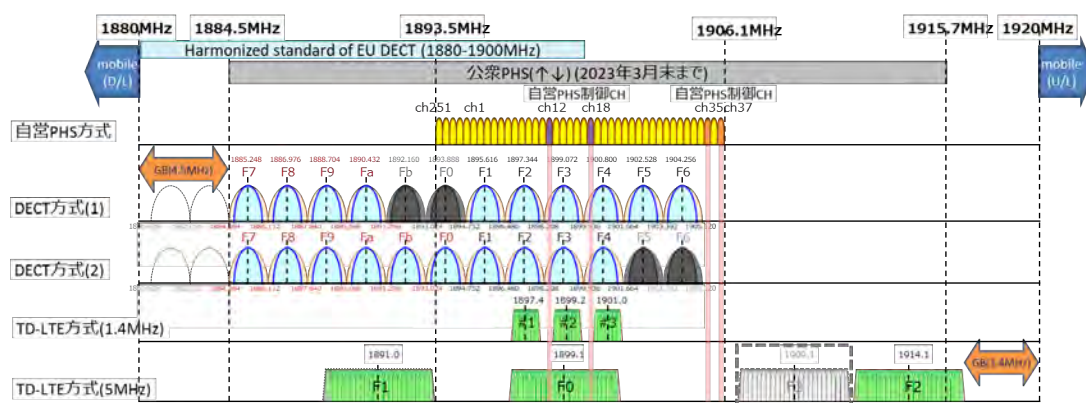 1880MHz
1884.5MHz
1893.5MHz
1906.1MHz
1915.7MHz
1920MHz
mobile
(D/L)
Harmonized standard of EU DECT (1880-1900MHz)
mobile
(U/L)
公衆PHS(↑↓) (2023年3月末まで)
自営PHS制御CH
自営PHS制御CH
ch251
ch1
ch12
ch18
ch35
ch37
自営PHS方式
GB(4.5MHz)
1885.248 1886.976 1888.704 1890.432 1892.160 1893.888 1895.616 1897.344 1899.072 1900.800 1902.528 1904.256
F7 F8 F9 Fa Fb F0 F1 F2 F3 F4 F5 F6
DECT方式(1)
F7 F8 F9 Fa Fb F0 F1 F2 F3 F4 F5 F6
DECT方式(2)
1897.4 1899.2 1901.0
#1 #2 #3
TD-LTE方式(1.4MHz)
1891.0 1899.1 1909.1 1914.1
F1 F0 F2
TD-LTE方式(5MHz)